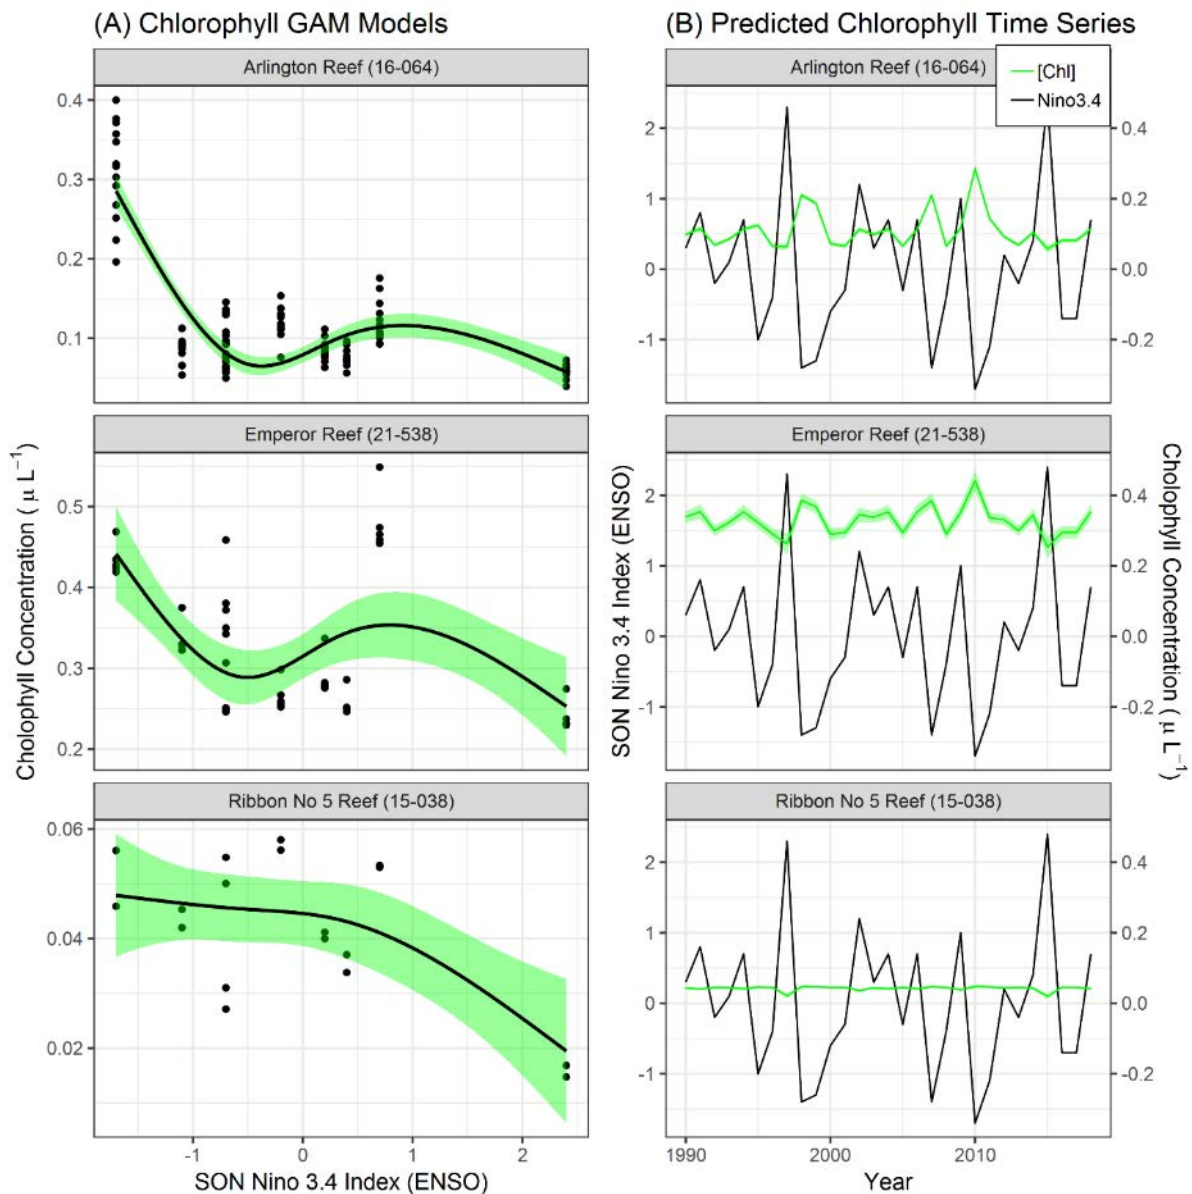 (A) Chlorophyll GAM Models
(B) Predicted Chlorophyll Time Series
Arlington Reef (16-064)
0.4
0.3
0.2
0.1
Emperor Reef (21-538)
0.5
0.4
0.3
0.2
Ribbon No 5 Reef (15-038)
0.06
0.04
0.02
-1
0
1
2
SON Nino 3.4 Index (ENSO)
Cholophyll Concentration ( μ L⁻¹)
Arlington Reef (16-064)
[Chl]
Nino3.4
2
1
0
-1
0.4
0.2
0.0
-0.2
Emperor Reef (21-538)
2
1
0
-1
0.4
0.2
0.0
-0.2
Ribbon No 5 Reef (15-038)
2
1
0
-1
0.4
0.2
0.0
-0.2
1990
2000
2010
Year
SON Nino 3.4 Index (ENSO)
Cholophyll Concentration ( μ L⁻¹)